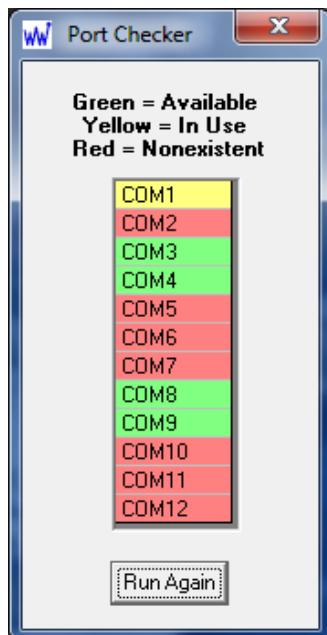 Port Checker
Green = Available
Yellow = In Use
Red = Nonexistent
COM1
COM2
COM3
COM4
COM5
COM6
COM7
COM8
COM9
COM10
COM11
COM12
Run Again